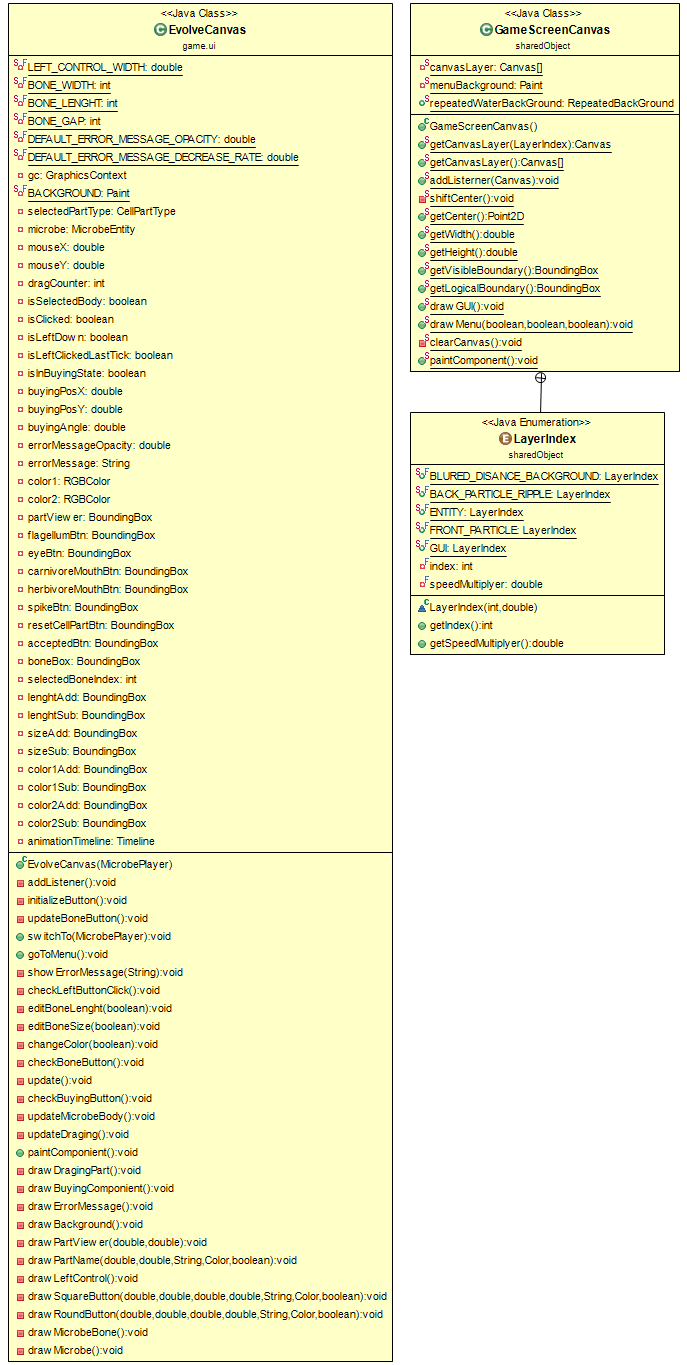 <<Java Class>>
EvolveCanvas
game.ui
LEFT_CONTROL_WIDTH: double
BONE_WIDTH: int
BONE_LENGHT: int
BONE_GAP: int
DEFAULT_ERROR_MESSAGE_OPACITY: double
DEFAULT_ERROR_MESSAGE_DECREASE_RATE: double
gc: GraphicsContext
BACKGROUND: Paint
selectedPartType: CellPartType
microbe: MicrobeEntity
mouseX: double
mouseY: double
dragCounter: int
isSelectedBody: boolean
isClicked: boolean
isLeftDown: boolean
isLeftClickedLastTick: boolean
isInBuyingState: boolean
buyingPosX: double
buyingPosY: double
buyingAngle: double
errorMessageOpacity: double
errorMessage: String
color1: RGBColor
color2: RGBColor
partViewer: BoundingBox
flagellumBtn: BoundingBox
eyeBtn: BoundingBox
carnivoreMouthBtn: BoundingBox
herbivoreMouthBtn: BoundingBox
spikeBtn: BoundingBox
resetCellPartBtn: BoundingBox
acceptedBtn: BoundingBox
boneBox: BoundingBox
selectedBoneIndex: int
lenghtAdd: BoundingBox
lenghtSub: BoundingBox
sizeAdd: BoundingBox
sizeSub: BoundingBox
color1Add: BoundingBox
color1Sub: BoundingBox
color2Add: BoundingBox
color2Sub: BoundingBox
animationTimeline: Timeline
EvolveCanvas(MicrobePlayer)
addListener():void
initializeButton():void
updateBoneButton():void
switchTo(MicrobePlayer):void
goToMenu():void
showErrorMessage(String):void
checkLeftButtonClick():void
editBoneLenght(boolean):void
editBoneSize(boolean):void
changeColor(boolean):void
checkBoneButton():void
update():void
checkBuyingButton():void
updateMicrobeBody():void
updateDraging():void
paintComponient():void
drawDragingPart():void
drawBuyingComponient():void
drawErrorMessage():void
drawBackground():void
drawPartViewer(double,double):void
drawPartName(double,double,String,Color,boolean):void
drawLeftControl():void
drawSquareButton(double,double,double,double,String,Color,boolean):void
drawRoundButton(double,double,double,double,String,Color,boolean):void
drawMicrobeBone():void
drawMicrobe():void
<<Java Class>>
GameScreenCanvas
sharedObject
canvasLayer: Canvas[]
menuBackground: Paint
repeatedWaterBackGround: RepeatedBackGround
GameScreenCanvas()
getCanvasLayer(LayerIndex):Canvas
getCanvasLayer():Canvas[]
addListerner(Canvas):void
shiftCenter():void
getCenter():Point2D
getWidth():double
getHeight():double
getVisibleBoundary():BoundingBox
getLogicalBoundary():BoundingBox
drawGUI():void
drawMenu(boolean,boolean,boolean):void
clearCanvas():void
paintComponent():void
<<Java Enumeration>>
LayerIndex
sharedObject
BLURED_DISANCE_BACKGROUND: LayerIndex
BACK_PARTICLE_RIPPLE: LayerIndex
ENTITY: LayerIndex
FRONT_PARTICLE: LayerIndex
GUI: LayerIndex
index: int
speedMultiplyer: double
LayerIndex(int,double)
getIndex():int
getSpeedMultiplyer():double